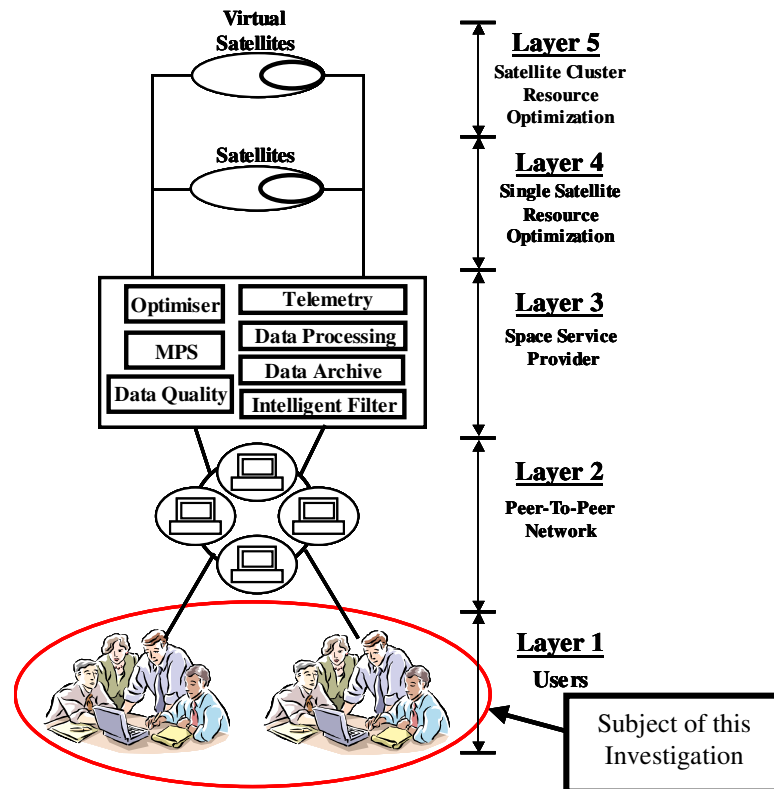 Virtual
Satellites
Layer 5
Satellite Cluster
Resource
Optimization
Satellites
Layer 4
Single Satellite
Resource
Optimization
Optimiser
MPS
Data Quality
Telemetry
Data Processing
Data Archive
Intelligent Filter
Layer 3
Space Service
Provider
Layer 2
Peer-To-Peer
Network
Layer 1
Users
Subject of this
Investigation